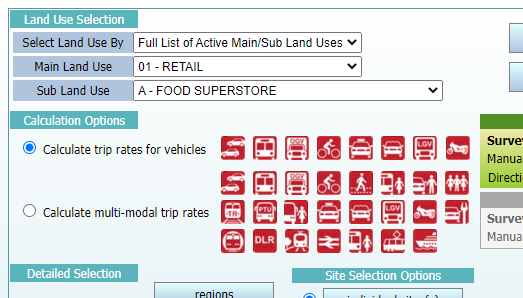 Land Use Selection
Select Land Use By Full List of Active Main/Sub Land Uses
Main Land Use 01 - RETAIL
Sub Land Use A - FOOD SUPERSTORE
Calculation Options
Calculate trip rates for vehicles
OGV LGV
Surve
Manua
Directi
OGV
Calculate multi-modal trip rates
TR PTU LGV
Surve
Manua
DLR
Detailed Selection
Site Selection Options
regions